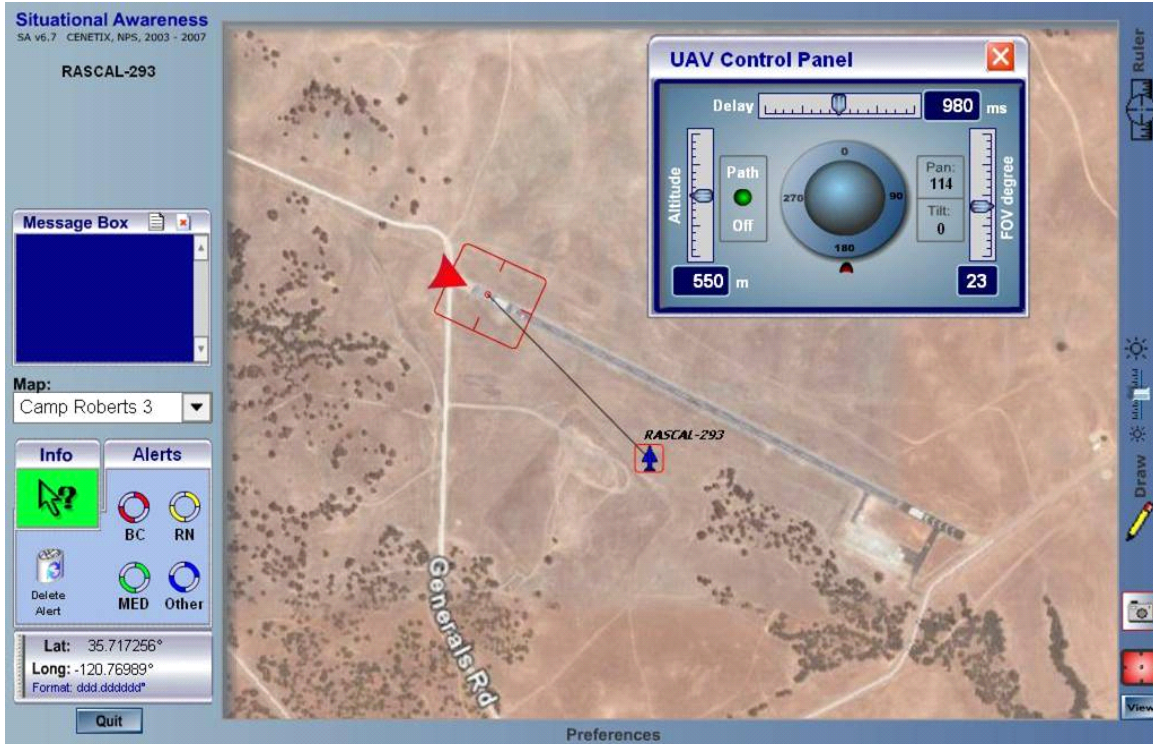 Situational Awareness
SA v6.7 CENETIX, NPS, 2003 - 2007
RASCAL-293
Message Box
Map:
Camp Roberts 3
Info
Alerts
?
BC
RN
Delete
Alert
MED
Other
Lat: 35.717256°
Long: -120.76989°
Format: ddd.dddddd°
Quit
UAV Control Panel
Delay
980 ms
Altitude
Path
Off
0
90
180
270
Pan:
114
Tilt:
0
FOV degree
550 m
23
RASCAL-293
Generals Rd
Ruler
Draw
View
Preferences